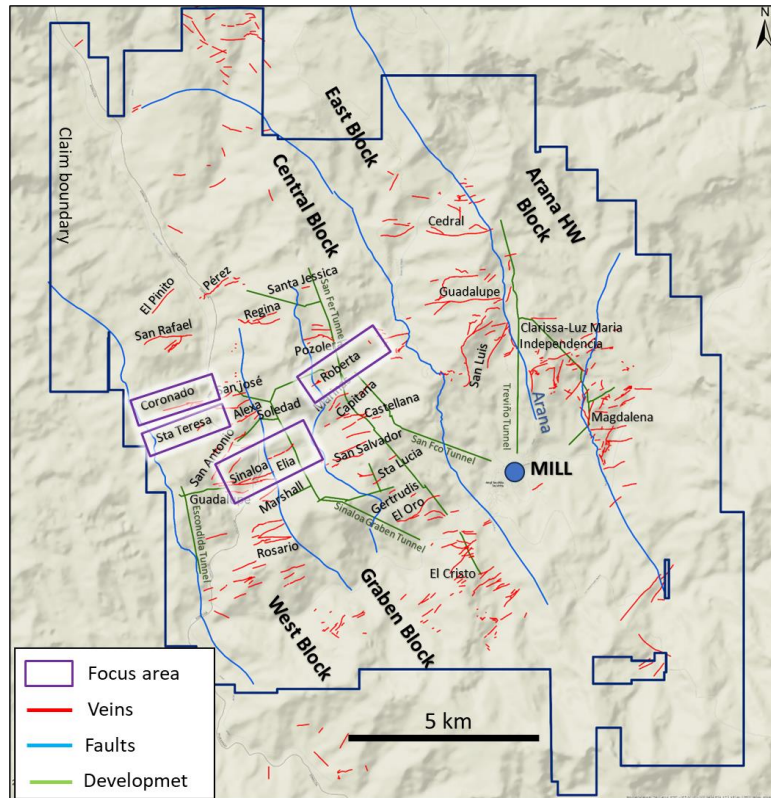 N
East
Block
Central Block
Arana HW
Block
Claim boundary
Cedral
Pérez
Santa Jessica
El Pinito
Guadalupe
Regina
San Fer Tunnel
San Rafael
Clarissa-Luz Maria
Independencia
Pozole
San Luis
Roberta
Coronado
San José
Capitana
Treviño Tunnel
Arana
Alexa
Soledad
Castellana
Magdalena
Sta Teresa
San Antonio
San Salvador
San Fco Tunnel
Sinaloa
Elia
Sta Lucia
MILL
Guadalupe
Marshall
Gertrudis
El Oro
Escondida Tunnel
Sinaloa Graben Tunnel
Rosario
El Cristo
West Block
Graben Block
Focus area
Veins
Faults
Developmet
5 km